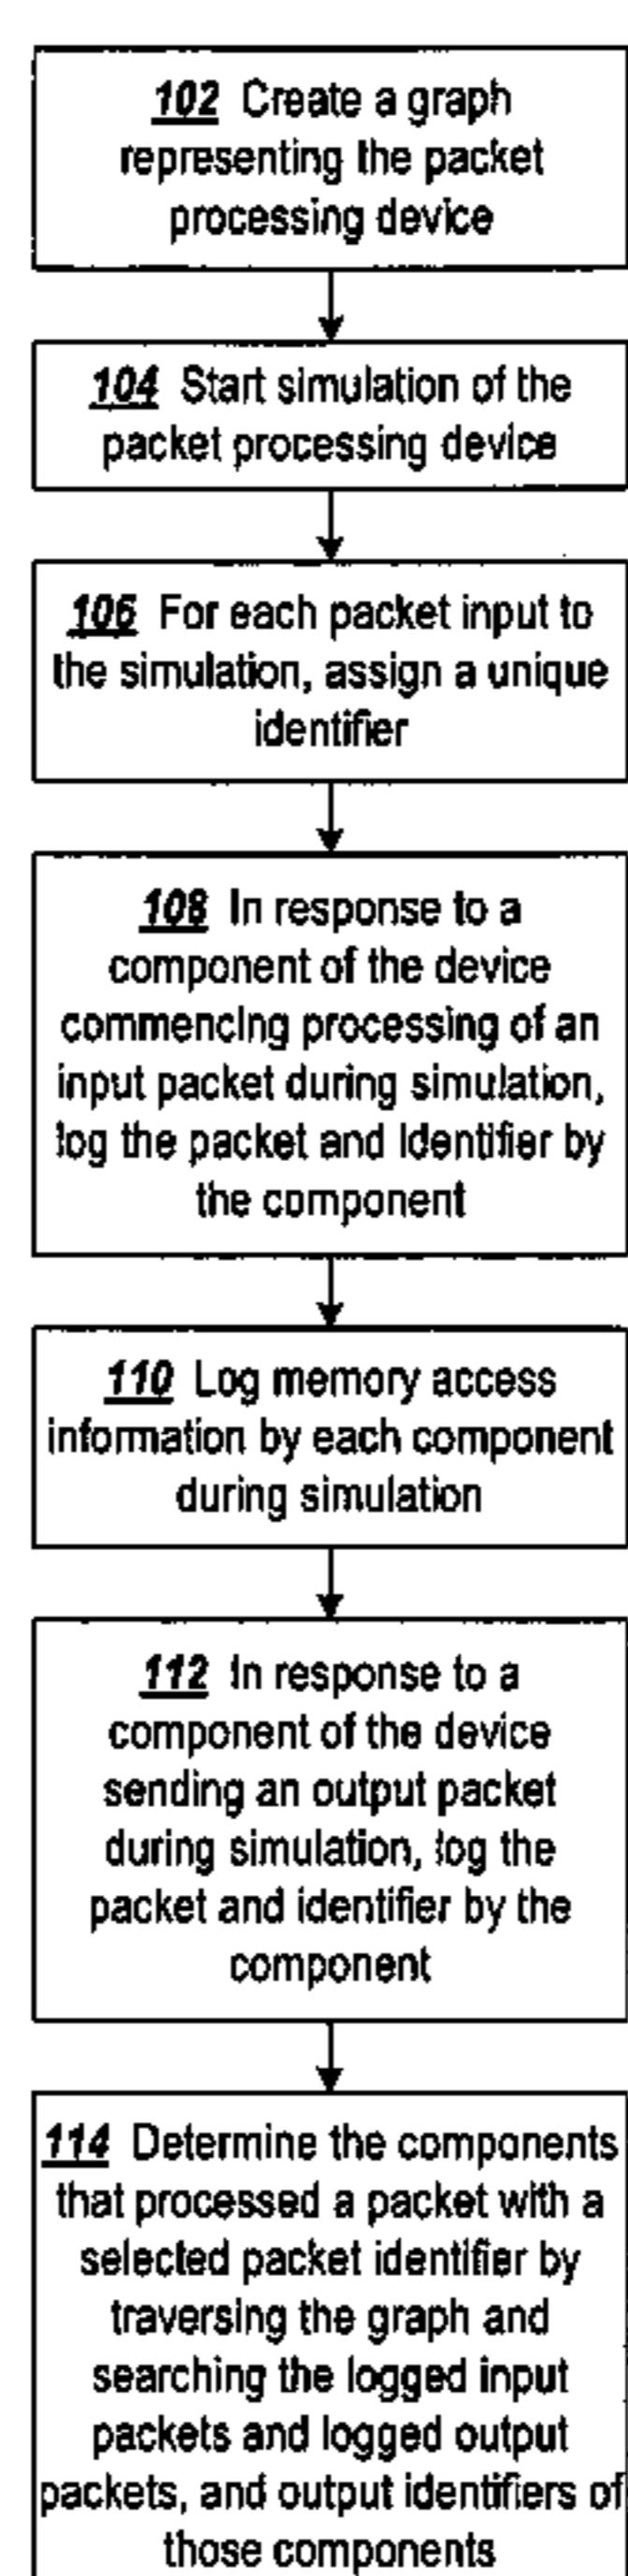 102 Create a graph
representing the packet
processing device
104 Start simulation of the
packet processing device
106 For each packet input to
the simulation, assign a unique
identifier
108 In response to a
component of the device
commencing processing of an
input packet during simulation,
log the packet and identifier by
the component
110 Log memory access
information by each component
during simulation
112 In response to a
component of the device
sending an output packet
during simulation, log the
packet and identifier by the
component
114 Determine the components
that processed a packet with a
selected packet identifier by
traversing the graph and
searching the logged input
packets and logged output
packets, and output identifiers of
those components